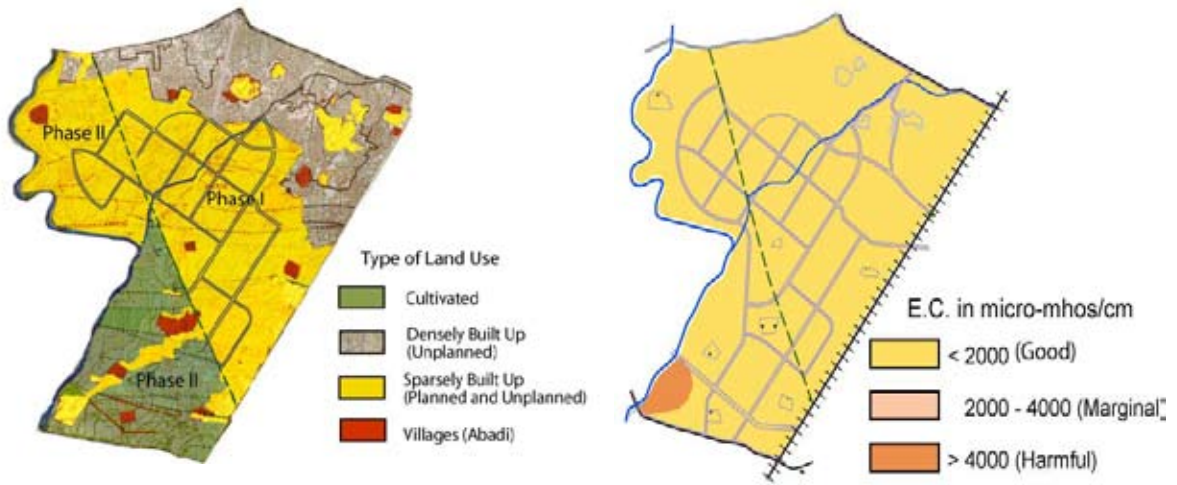 Phase II
Phase I
Phase II
Type of Land Use
Cultivated
Densely Built Up
(Unplanned)
Sparsely Built Up
(Planned and Unplanned)
Villages (Abadi)
E.C. in micro-mhos/cm
< 2000 (Good)
2000 - 4000 (Marginal)
> 4000 (Harmful)